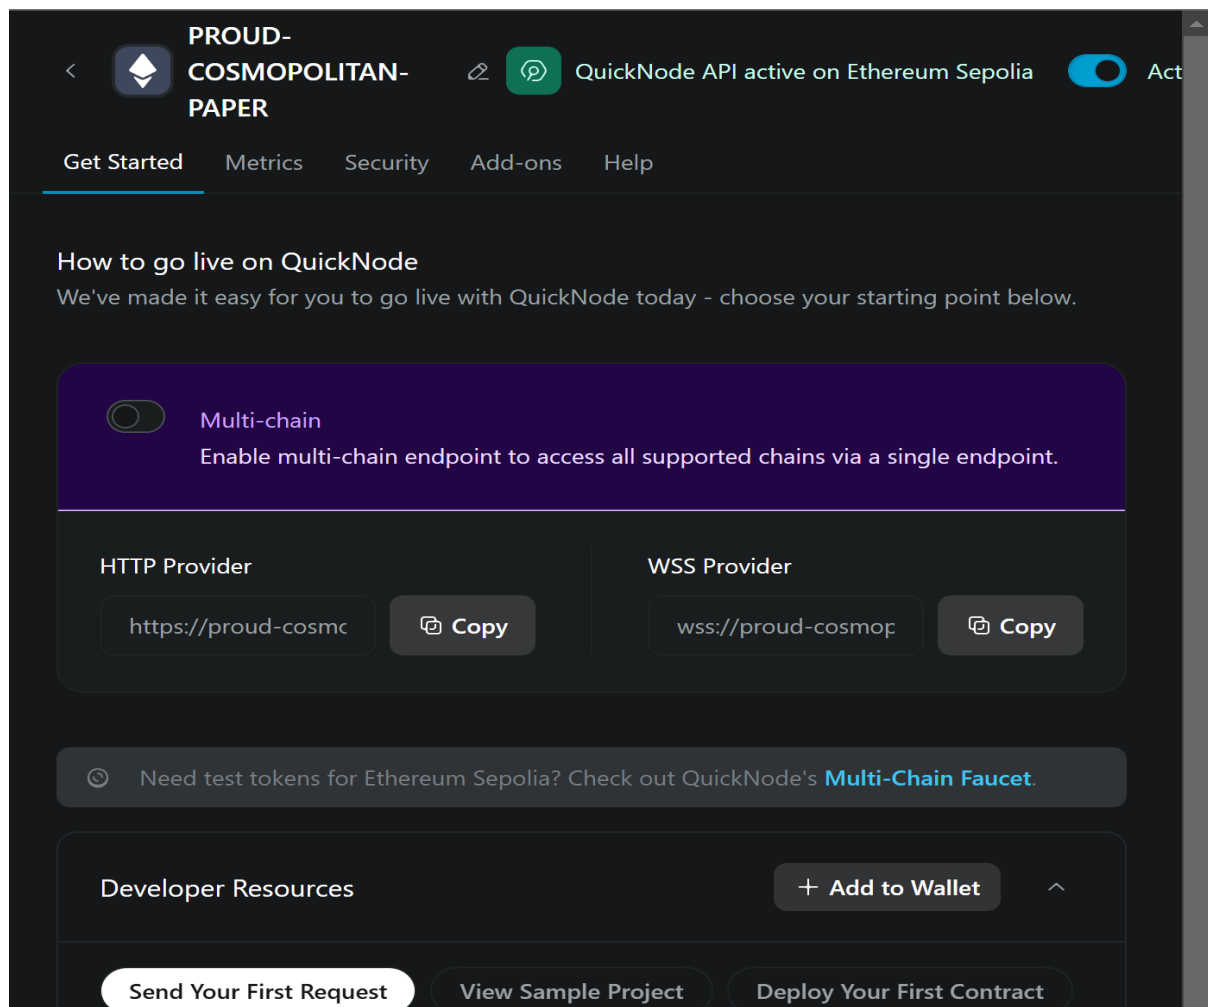 PROUD-
COSMOPOLITAN-
PAPER
QuickNode API active on Ethereum Sepolia
Act
Get Started Metrics Security Add-ons Help
How to go live on QuickNode
We've made it easy for you to go live with QuickNode today - choose your starting point below.
Multi-chain
Enable multi-chain endpoint to access all supported chains via a single endpoint.
HTTP Provider
https://proud-cosmo Copy
WSS Provider
wss://proud-cosmop Copy
Need test tokens for Ethereum Sepolia? Check out QuickNode's Multi-Chain Faucet.
Developer Resources + Add to Wallet
Send Your First Request View Sample Project Deploy Your First Contract